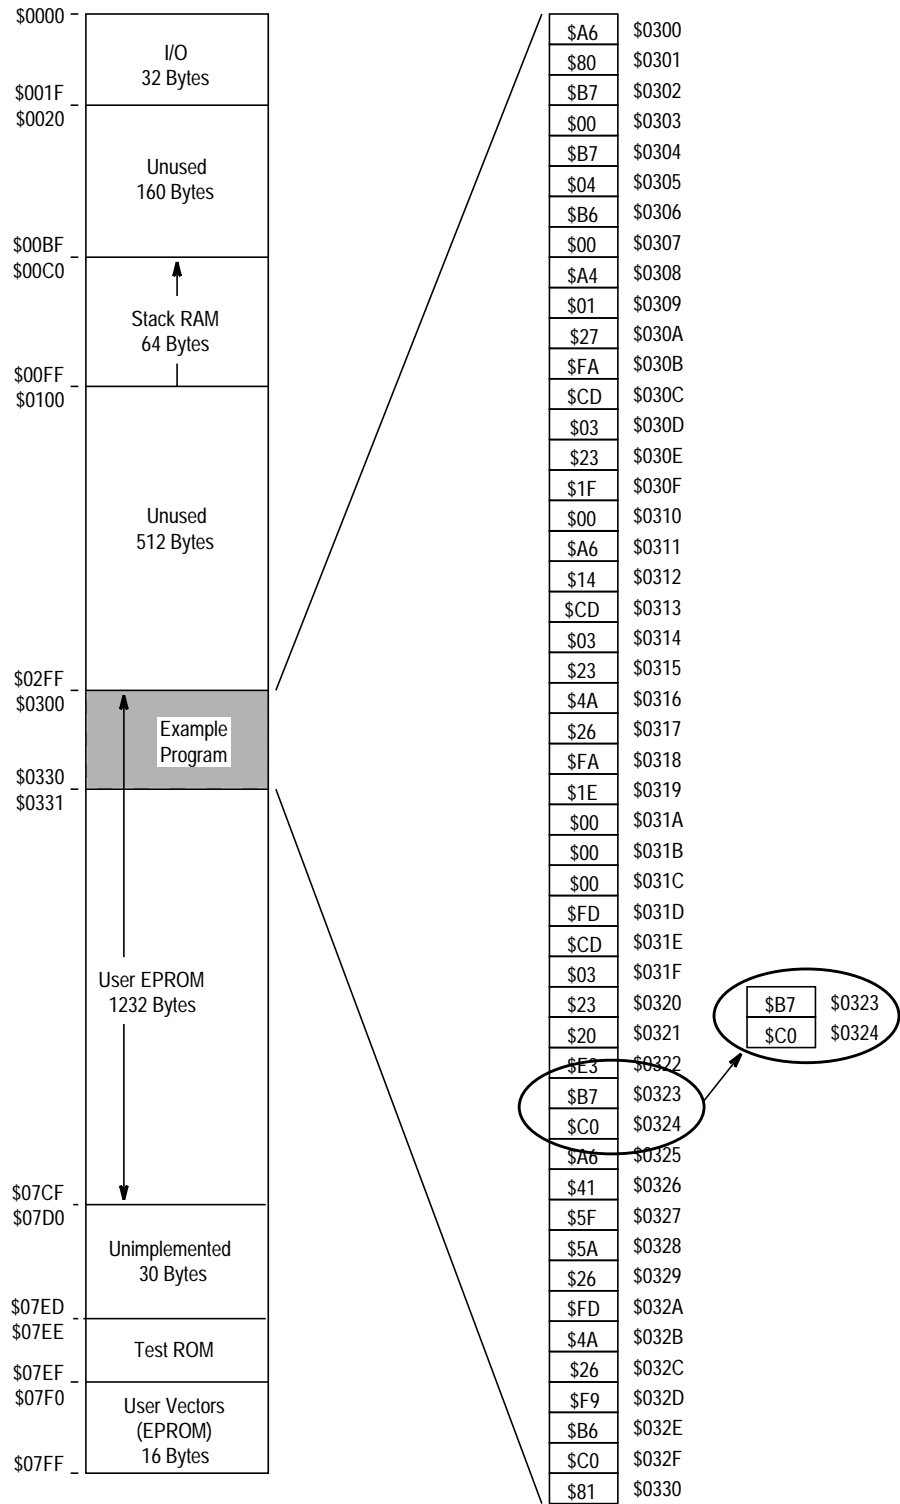 $0000
I/O
32 Bytes
$001F
$0020
Unused
160 Bytes
$00BF
$00C0
Stack RAM
64 Bytes
$00FF
$0100
Unused
512 Bytes
$02FF
$0300
Example
Program
$0330
$0331
User EPROM
1232 Bytes
$07CF
$07D0
Unimplemented
30 Bytes
$07ED
$07EE
Test ROM
$07EF
$07F0
User Vectors
(EPROM)
16 Bytes
$07FF
$A6 $0300
$80 $0301
$B7 $0302
$00 $0303
$B7 $0304
$04 $0305
$B6 $0306
$00 $0307
$A4 $0308
$01 $0309
$27 $030A
$FA $030B
$CD $030C
$03 $030D
$23 $030E
$1F $030F
$00 $0310
$A6 $0311
$14 $0312
$CD $0313
$03 $0314
$23 $0315
$4A $0316
$26 $0317
$FA $0318
$1E $0319
$00 $031A
$00 $031B
$00 $031C
$FD $031D
$CD $031E
$03 $031F
$23 $0320
$20 $0321
$E3 $0322
$B7 $0323
$C0 $0324
$A6 $0325
$41 $0326
$5F $0327
$5A $0328
$26 $0329
$FD $032A
$4A $032B
$26 $032C
$F9 $032D
$B6 $032E
$C0 $032F
$81 $0330
$B7 $0323
$C0 $0324